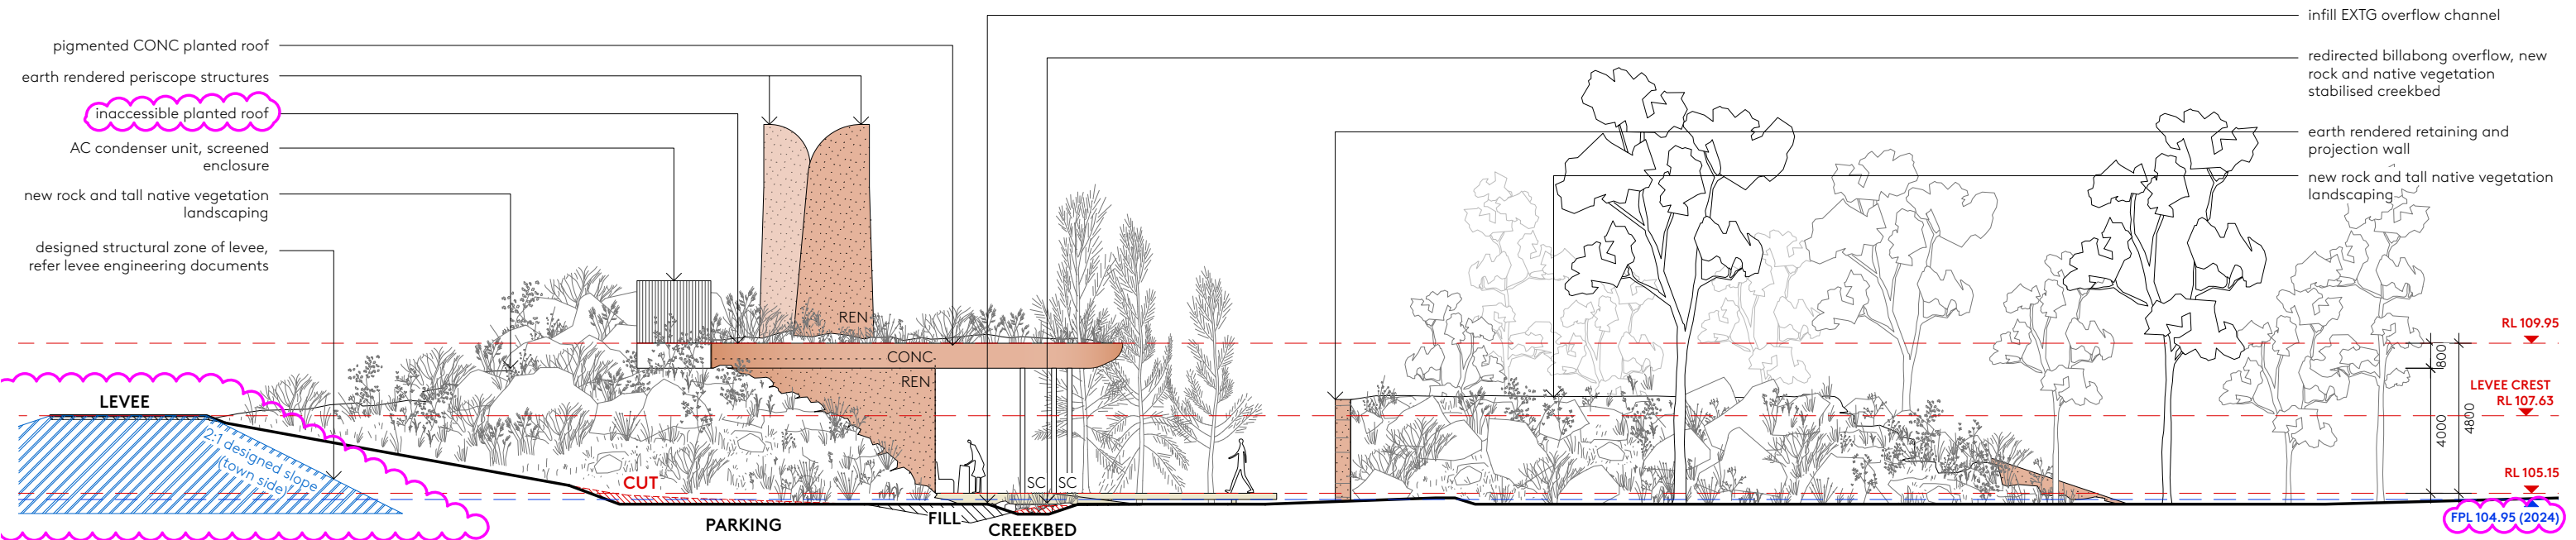 infill EXTG overflow channel
pigmented CONC planted roof
redirected billabong overflow, new
rock and native vegetation
stabilised creekbed
earth rendered periscope structures
inaccessible planted roof
earth rendered retaining and
projection wall
AC condenser unit, screened
enclosure
new rock and tall native vegetation
landscaping
new rock and tall native vegetation
landscaping
designed structural zone of levee,
refer levee engineering documents
REN
RL 109.95
CONC
800
REN
LEVEE CREST
RL 107.63
LEVEE
4000
4800
2:1 designed slope
(town side)
CUT
SC
SC
RL 105.15
PARKING
FILL
CREEKBED
FPL 104.95 (2024)